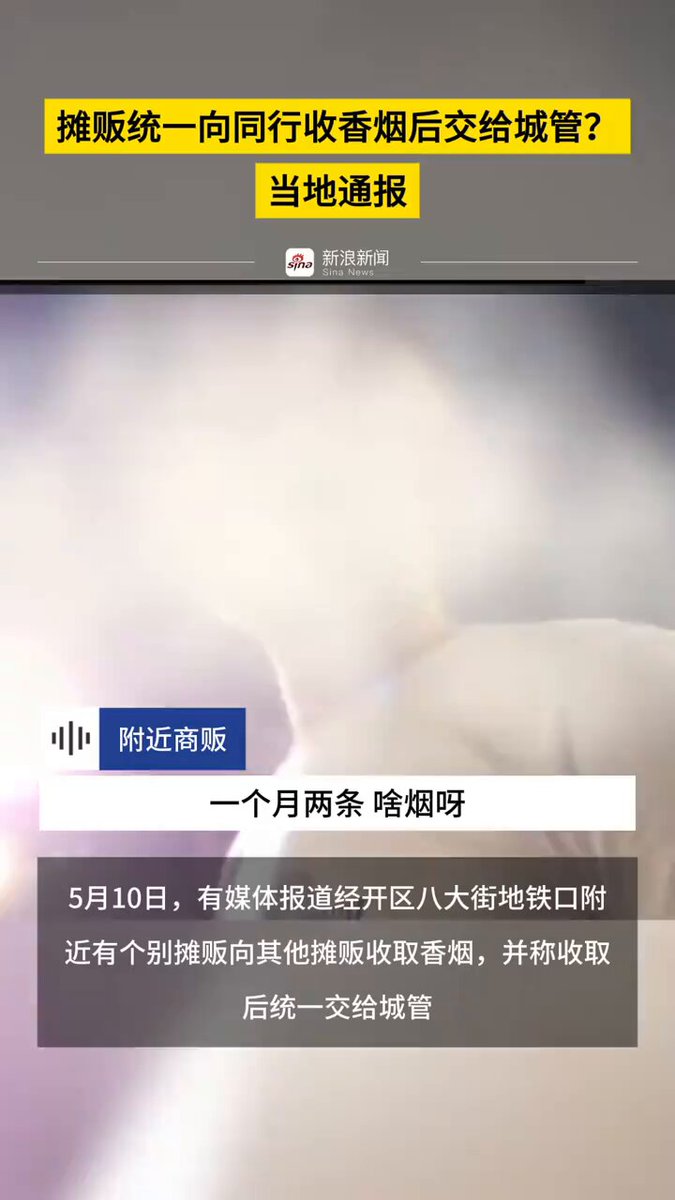 摊贩统一向同行收香烟后交给城管？
当地通报
sina 新浪新闻
Sina News
附近商贩
一个月两条 啥烟呀
5月10日，有媒体报道经开区八大街地铁口附
近有个别摊贩向其他摊贩收取香烟，并称收取
后统一交给城管